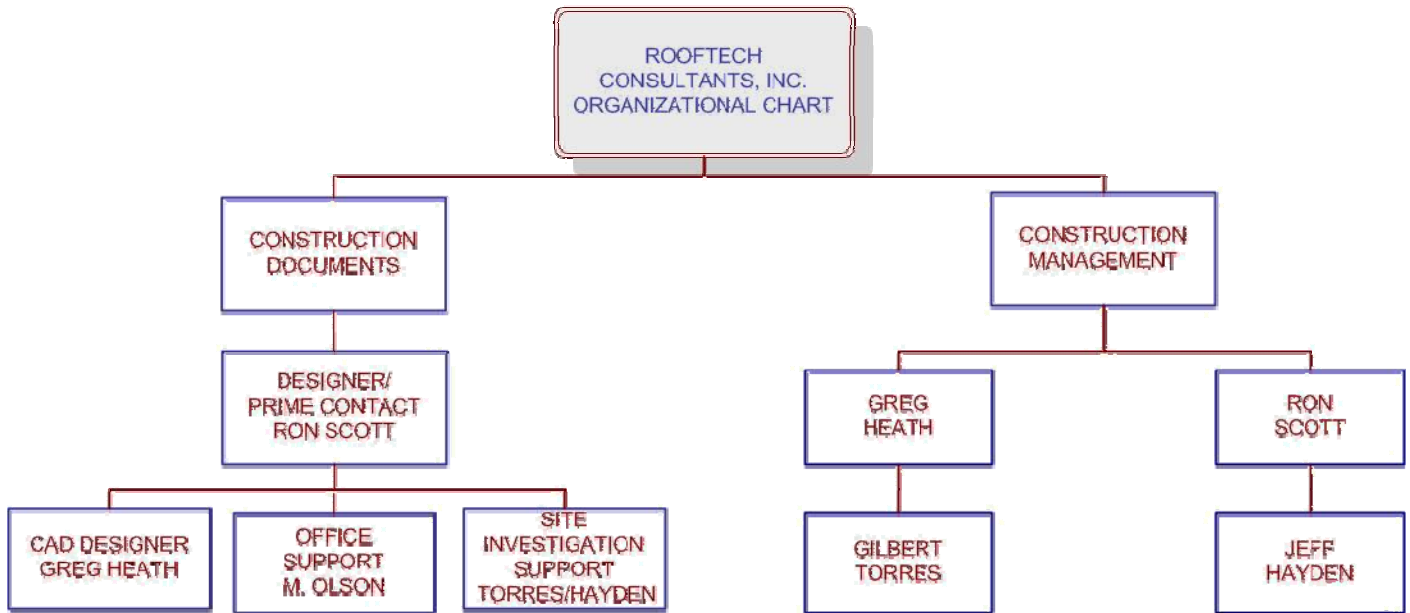 ROOFTECH
CONSULTANTS, INC.
ORGANIZATIONAL CHART
CONSTRUCTION
DOCUMENTS
CONSTRUCTION
MANAGEMENT
DESIGNER/
PRIME CONTACT
RON SCOTT
GREG
HEATH
RON
SCOTT
CAD DESIGNER
GREG HEATH
OFFICE
SUPPORT
M. OLSON
SITE
INVESTIGATION
SUPPORT
TORRES/HAYDEN
GILBERT
TORRES
JEFF
HAYDEN